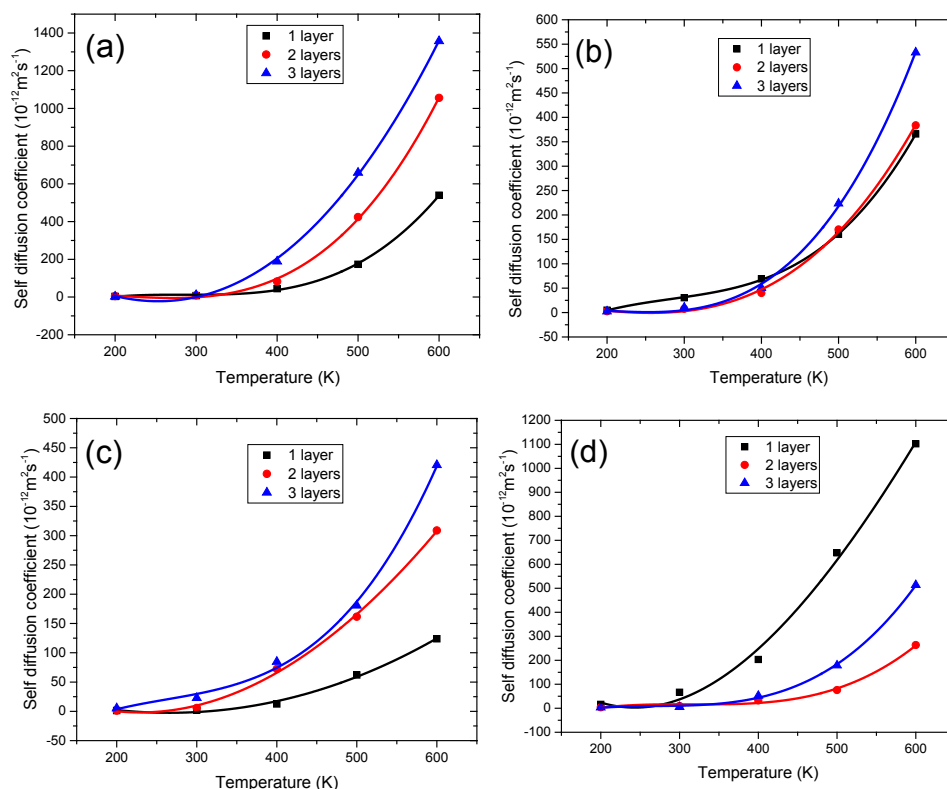 (a)
1 layer
2 layers
3 layers
Self diffusion coefficient (10⁻¹²m²s⁻¹)
1400
1200
1000
800
600
400
200
0
-200
200 300 400 500 600
Temperature (K)
(b)
1 layer
2 layers
3 layers
Self diffusion coefficient (10⁻¹²m²s⁻¹)
600
550
500
450
400
350
300
250
200
150
100
50
0
-50
200 300 400 500 600
Temperature (K)
(c)
1 layer
2 layers
3 layers
Self diffusion coefficient (10⁻¹²m²s⁻¹)
500
450
400
350
300
250
200
150
100
50
0
-50
200 300 400 500 600
Temperature (K)
(d)
1 layer
2 layers
3 layers
Self diffusion coefficient (10⁻¹²m²s⁻¹)
1200
1100
1000
900
800
700
600
500
400
300
200
100
0
-100
200 300 400 500 600
Temperature (K)